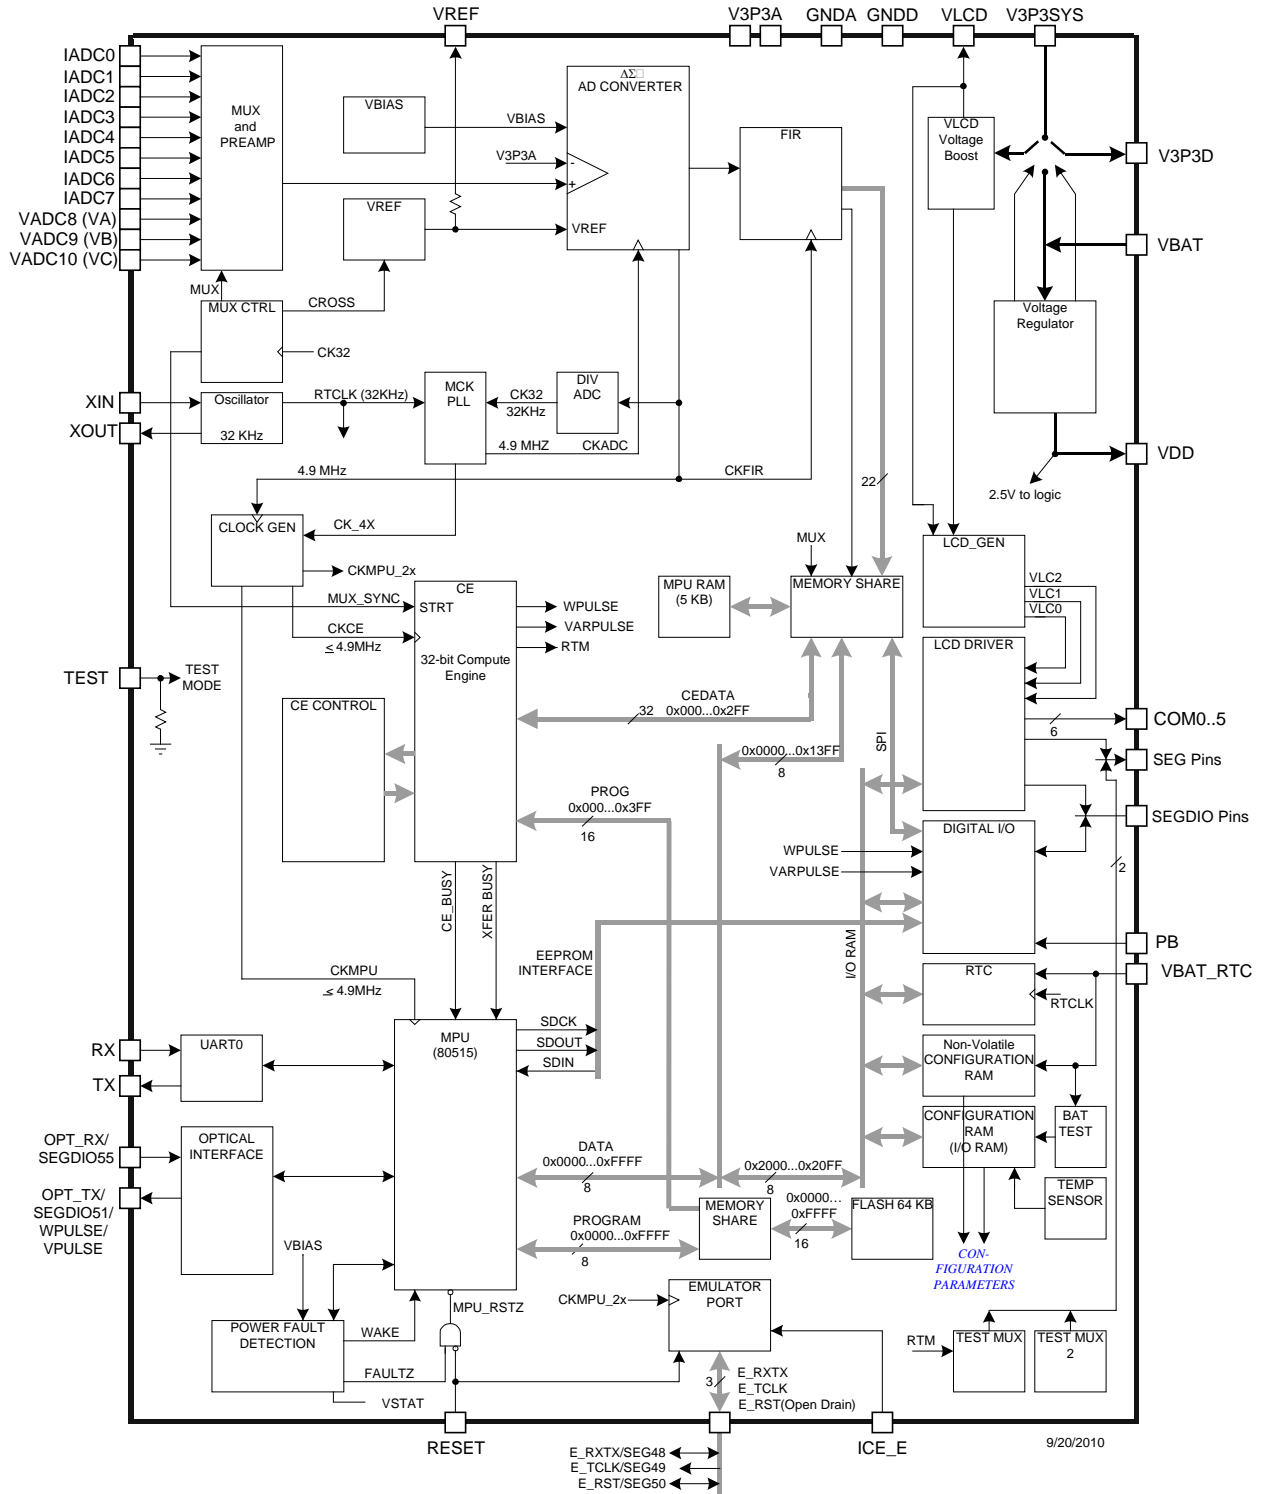 VREF
V3P3A
GNDA
GNDD
VLCD
V3P3SYS
IADC0
IADC1
IADC2
IADC3
IADC4
IADC5
IADC6
IADC7
VADC8 (VA)
VADC9 (VB)
VADC10 (VC)
MUX
and
PREAMP
VBIAS
VBIAS
V3P3A
-
+
ΔΣ
AD CONVERTER
VREF
VREF
FIR
VLCD
Voltage
Boost
V3P3D
VBAT
Voltage
Regulator
VDD
2.5V to logic
MUX
MUX CTRL
CROSS
CK32
XIN
XOUT
Oscillator
32 KHz
RTCLK (32KHz)
MCK
PLL
CK32
32KHz
DIV
ADC
4.9 MHZ
CKADC
4.9 MHz
CKFIR
22
CLOCK GEN
CK_4X
CKMPU_2x
MUX_SYNC
CKCE
≤ 4.9MHz
CE
STRT
32-bit Compute
Engine
WPULSE
VARPULSE
RTM
MUX
MPU RAM
(5 KB)
MEMORY SHARE
LCD_GEN
VLC2
VLC1
VLC0
LCD DRIVER
TEST
TEST
MODE
CE CONTROL
CEDATA
32
0x000...0x2FF
0x0000...0x13FF
8
SPI
6
COM0..5
SEG Pins
SEGDIO Pins
PROG
0x000...0x3FF
16
DIGITAL I/O
WPULSE
VARPULSE
2
CE_BUSY
XFER BUSY
EEPROM
INTERFACE
I/O RAM
PB
VBAT_RTC
RTC
RTCLK
CKMPU
≤ 4.9MHz
MPU
(80515)
SDCK
SDOUT
SDIN
RX
TX
UART0
Non-Volatile
CONFIGURATION
RAM
CONFIGURATION
RAM
(I/O RAM)
BAT
TEST
TEMP
SENSOR
OPT_RX/
SEGDIO55
OPT_TX/
SEGDIO51/
WPULSE/
VPULSE
OPTICAL
INTERFACE
DATA
0x0000...0xFFFF
8
0x2000...0x20FF
8
PROGRAM
0x0000...0xFFFF
8
MEMORY
SHARE
0x0000...
0xFFFF
16
FLASH 64 KB
CON-
FIGURATION
PARAMETERS
VBIAS
POWER FAULT
DETECTION
WAKE
FAULTZ
VSTAT
MPU_RSTZ
CKMPU_2x
EMULATOR
PORT
3
E_RXTX
E_TCLK
E_RST(Open Drain)
RTM
TEST MUX
TEST MUX
2
RESET
ICE_E
9/20/2010
E_RXTX/SEG48
E_TCLK/SEG49
E_RST/SEG50